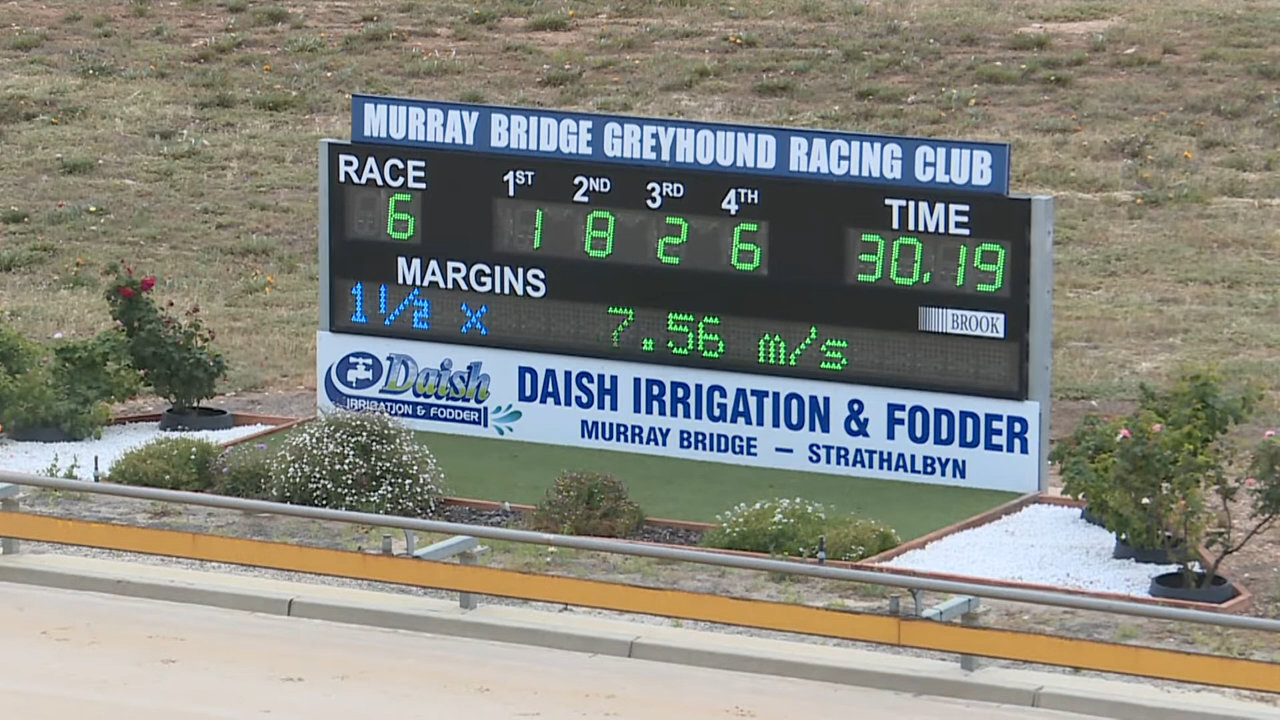 MURRAY BRIDGE GREYHOUND RACING CLUB
RACE 1ST 2ND 3RD 4TH TIME
6 1 8 2 6 30.19
MARGINS
1 1/2 x 7.56 m/s
BROOK
Daish
IRRIGATION & FODDER
DAISH IRRIGATION & FODDER
MURRAY BRIDGE — STRATHALBYN